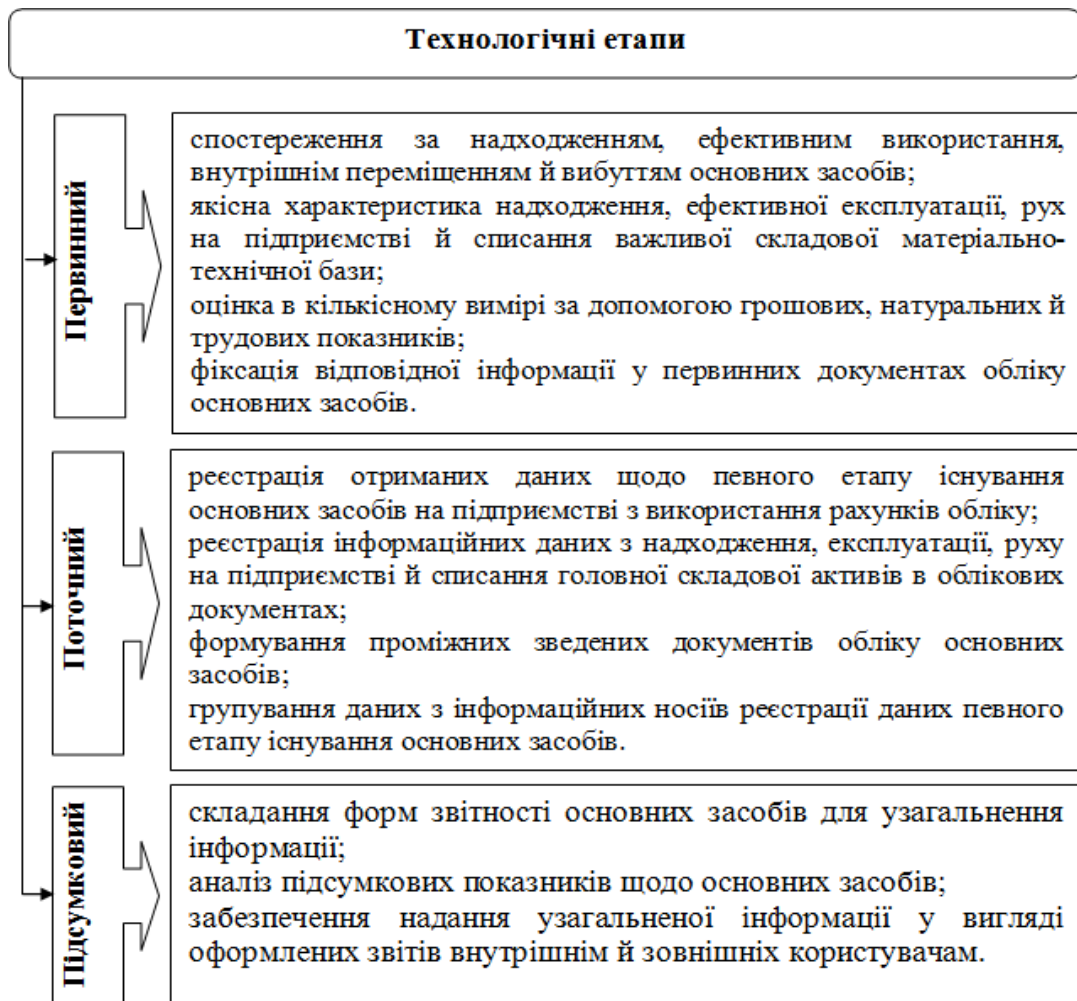 Технологічні етапи
Первинний
спостереження за надходженням, ефективним використання,
внутрішнім переміщенням й вибуттям основних засобів;
якісна характеристика надходження, ефективної експлуатації, рух
на підприємстві й списання важливої складової матеріально-
технічної бази;
оцінка в кількісному вимірі за допомогою грошових, натуральних й
трудових показників;
фіксація відповідної інформації у первинних документах обліку
основних засобів.
Поточний
реєстрація отриманих даних щодо певного етапу існування
основних засобів на підприємстві з використання рахунків обліку;
реєстрація інформаційних даних з надходження, експлуатації, руху
на підприємстві й списання головної складової активів в облікових
документах;
формування проміжних зведених документів обліку основних
засобів;
групування даних з інформаційних носіїв реєстрації даних певного
етапу існування основних засобів.
Підсумковий
складання форм звітності основних засобів для узагальнення
інформації;
аналіз підсумкових показників щодо основних засобів;
забезпечення надання узагальненої інформації у вигляді
оформлених звітів внутрішнім й зовнішніх користувачам.